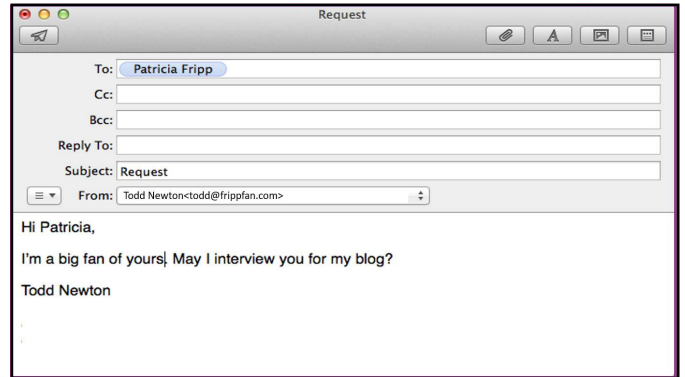 Request
To: Patricia Fripp
Cc:
Bcc:
Reply To:
Subject: Request
From: Todd Newton<todd@frippfan.com>
Hi Patricia,
I'm a big fan of yours. May I interview you for my blog?
Todd Newton